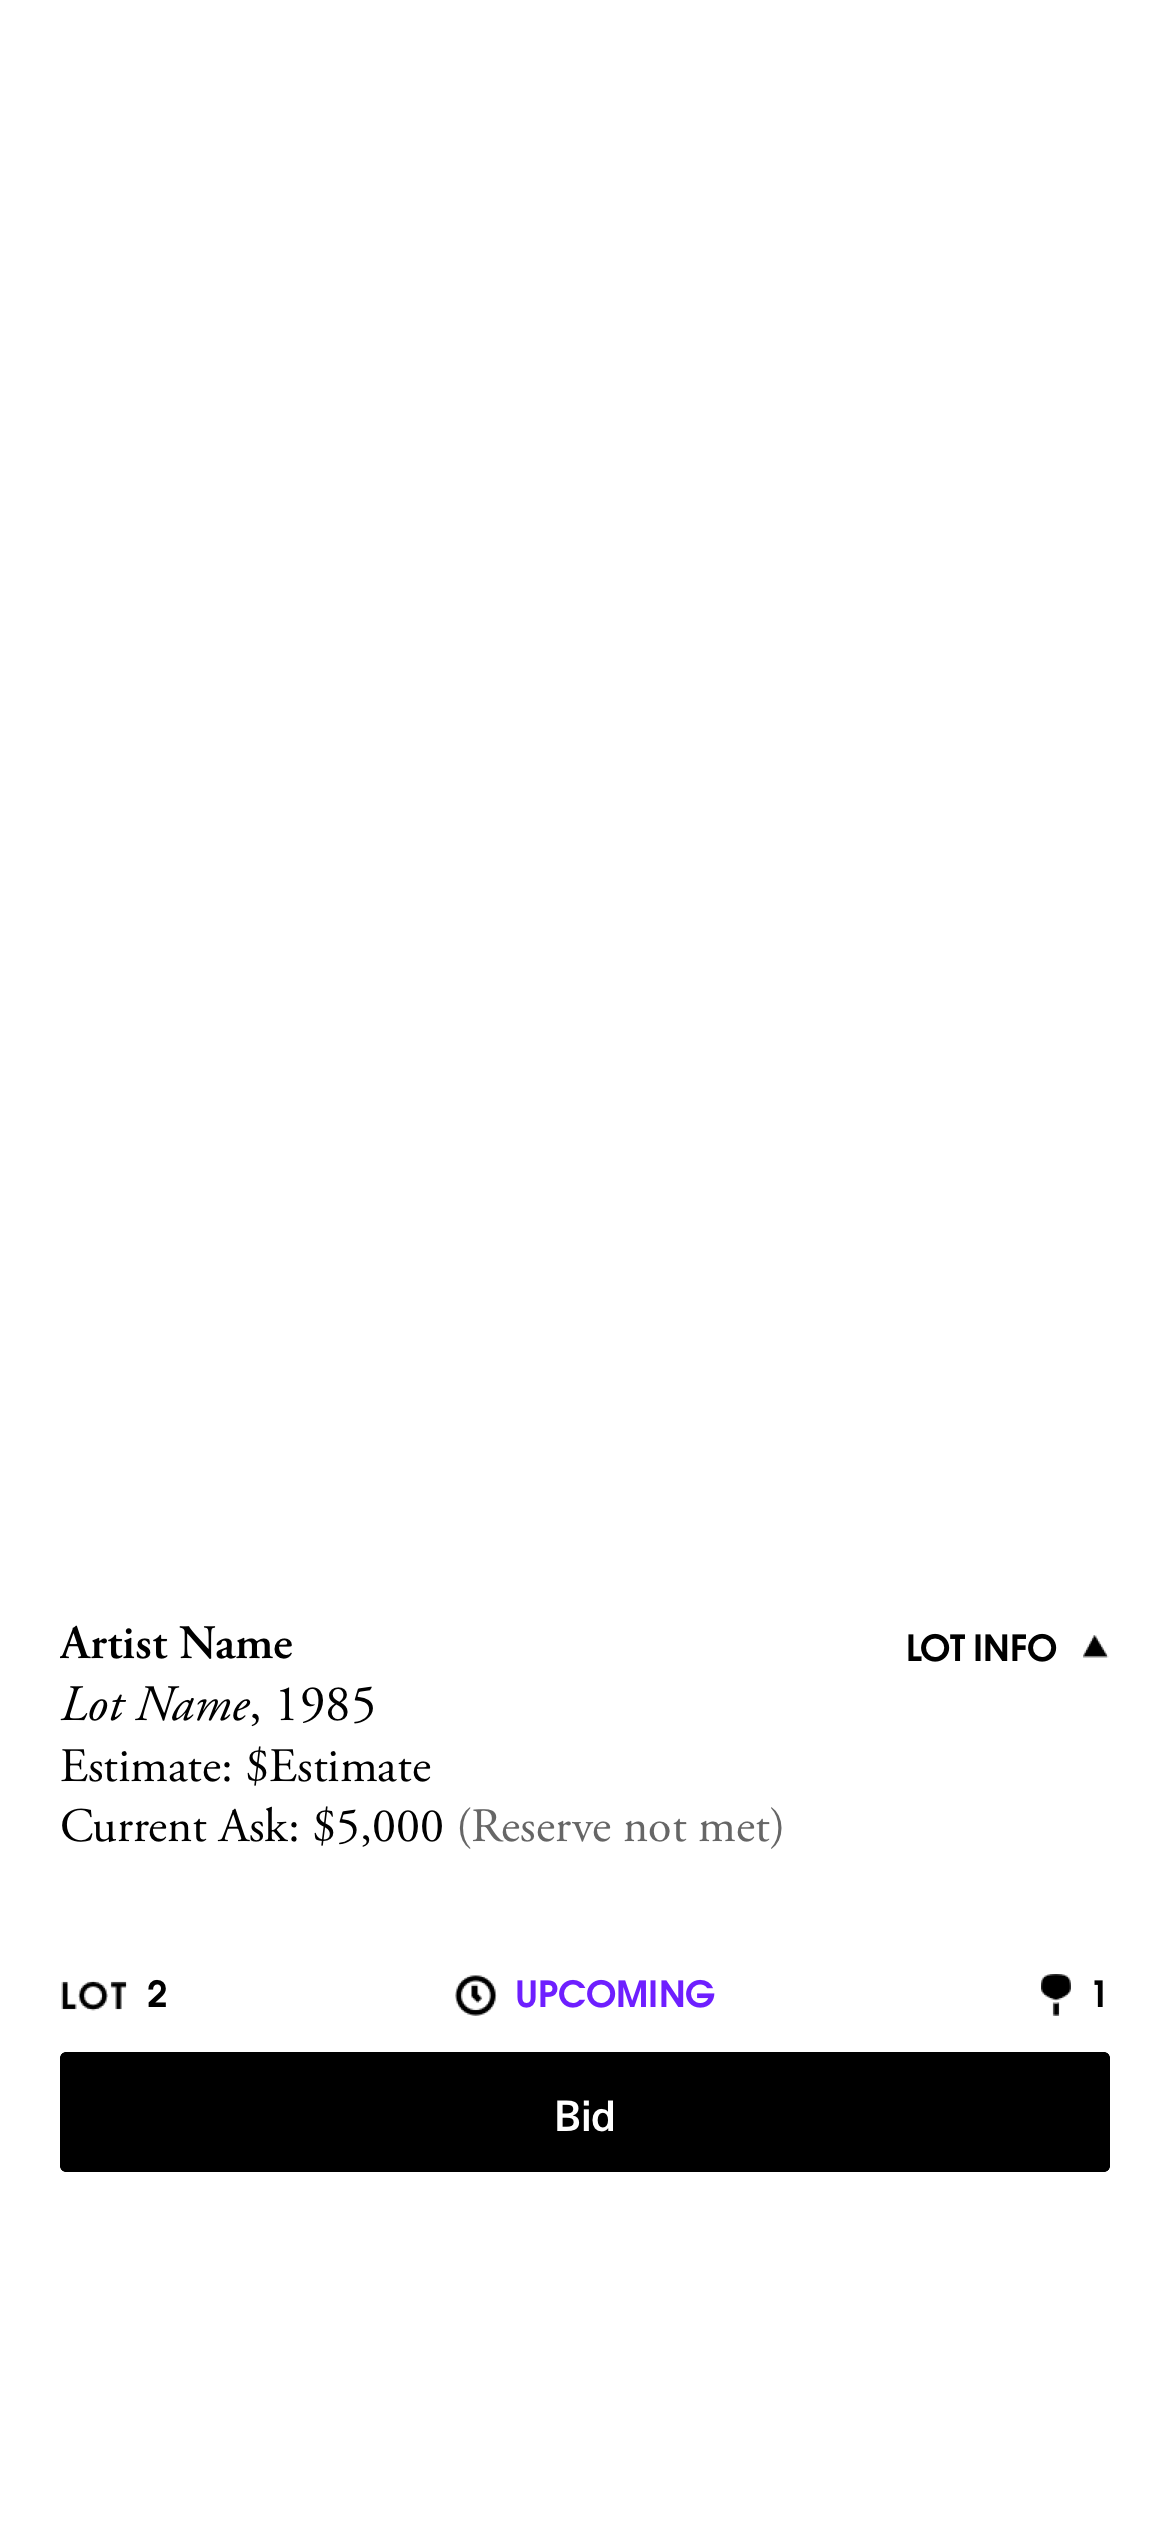 Artist Name
LOT INFO ▲
Lot Name, 1985
Estimate: $Estimate
Current Ask: $5,000 (Reserve not met)
LOT 2
UPCOMING
1
Bid